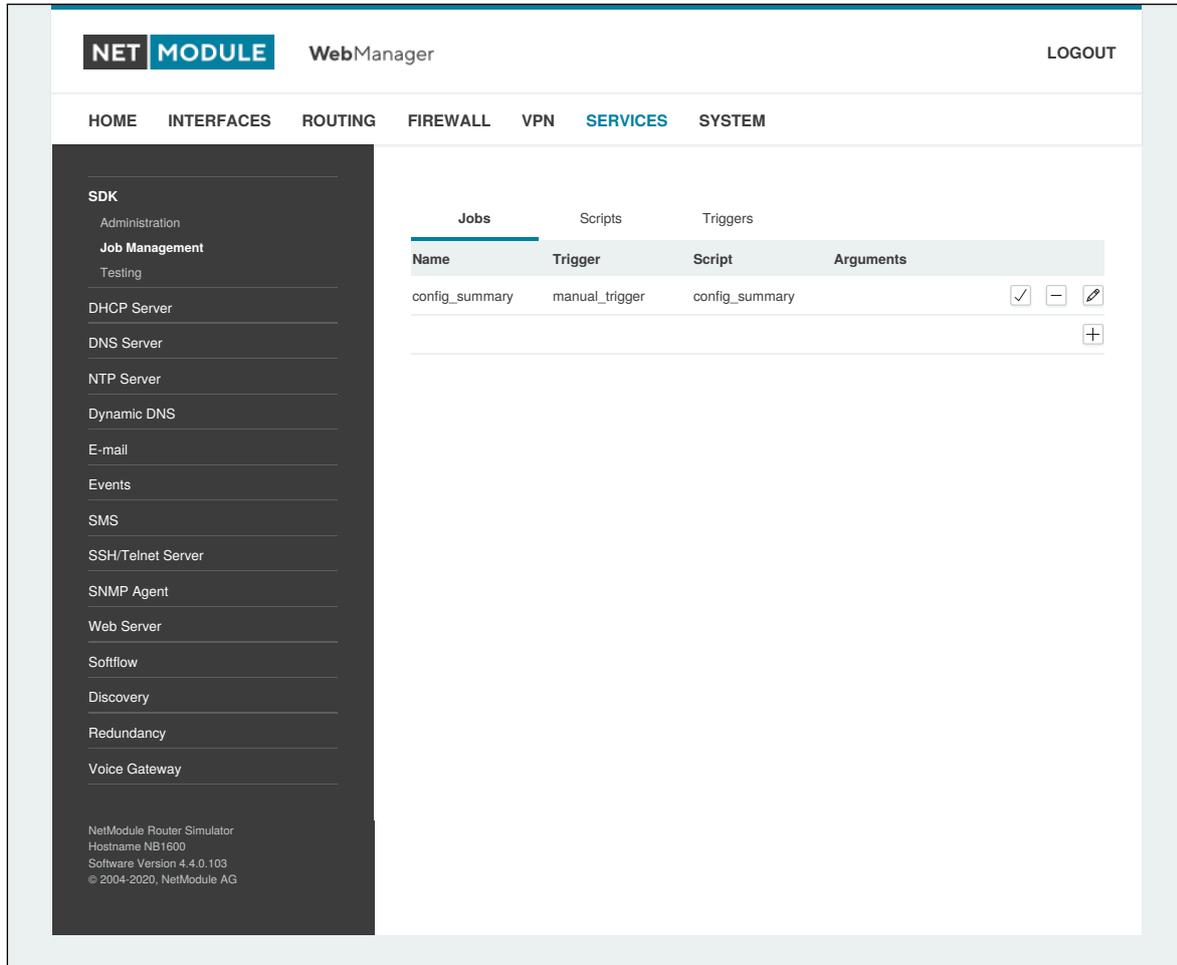 NET MODULE WebManager LOGOUT
HOME INTERFACES ROUTING FIREWALL VPN SERVICES SYSTEM
SDK
Administration
Job Management
Testing
DHCP Server
DNS Server
NTP Server
Dynamic DNS
E-mail
Events
SMS
SSH/Telnet Server
SNMP Agent
Web Server
Softflow
Discovery
Redundancy
Voice Gateway
NetModule Router Simulator
Hostname NB1600
Software Version 4.4.0.103
© 2004-2020, NetModule AG
Jobs Scripts Triggers
Name Trigger Script Arguments
config_summary manual_trigger config_summary